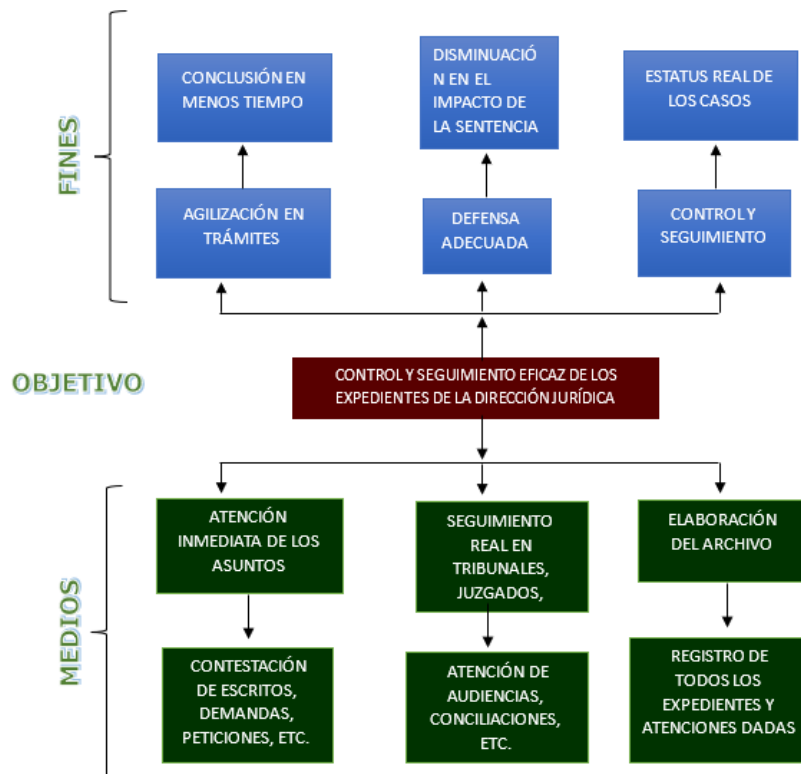 FINES
CONCLUSIÓN EN
MENOS TIEMPO
DISMINUACIÓ
N EN EL
IMPACTO DE
LA SENTENCIA
ESTATUS REAL DE
LOS CASOS
AGILIZACIÓN EN
TRÁMITES
DEFENSA
ADECUADA
CONTROL Y
SEGUIMIENTO
OBJETIVO
CONTROL Y SEGUIMIENTO EFICAZ DE LOS
EXPEDIENTES DE LA DIRECCIÓN JURÍDICA
MEDIOS
ATENCIÓN
INMEDIATA DE LOS
ASUNTOS
SEGUIMIENTO
REAL EN
TRIBUNALES,
JUZGADOS,
ELABORACIÓN
DEL ARCHIVO
CONTESTACIÓN
DE ESCRITOS,
DEMANDAS,
PETICIONES, ETC.
ATENCIÓN DE
AUDIENCIAS,
CONCILIACIONES,
ETC.
REGISTRO DE
TODOS LOS
EXPEDIENTES Y
ATENCIONES DADAS